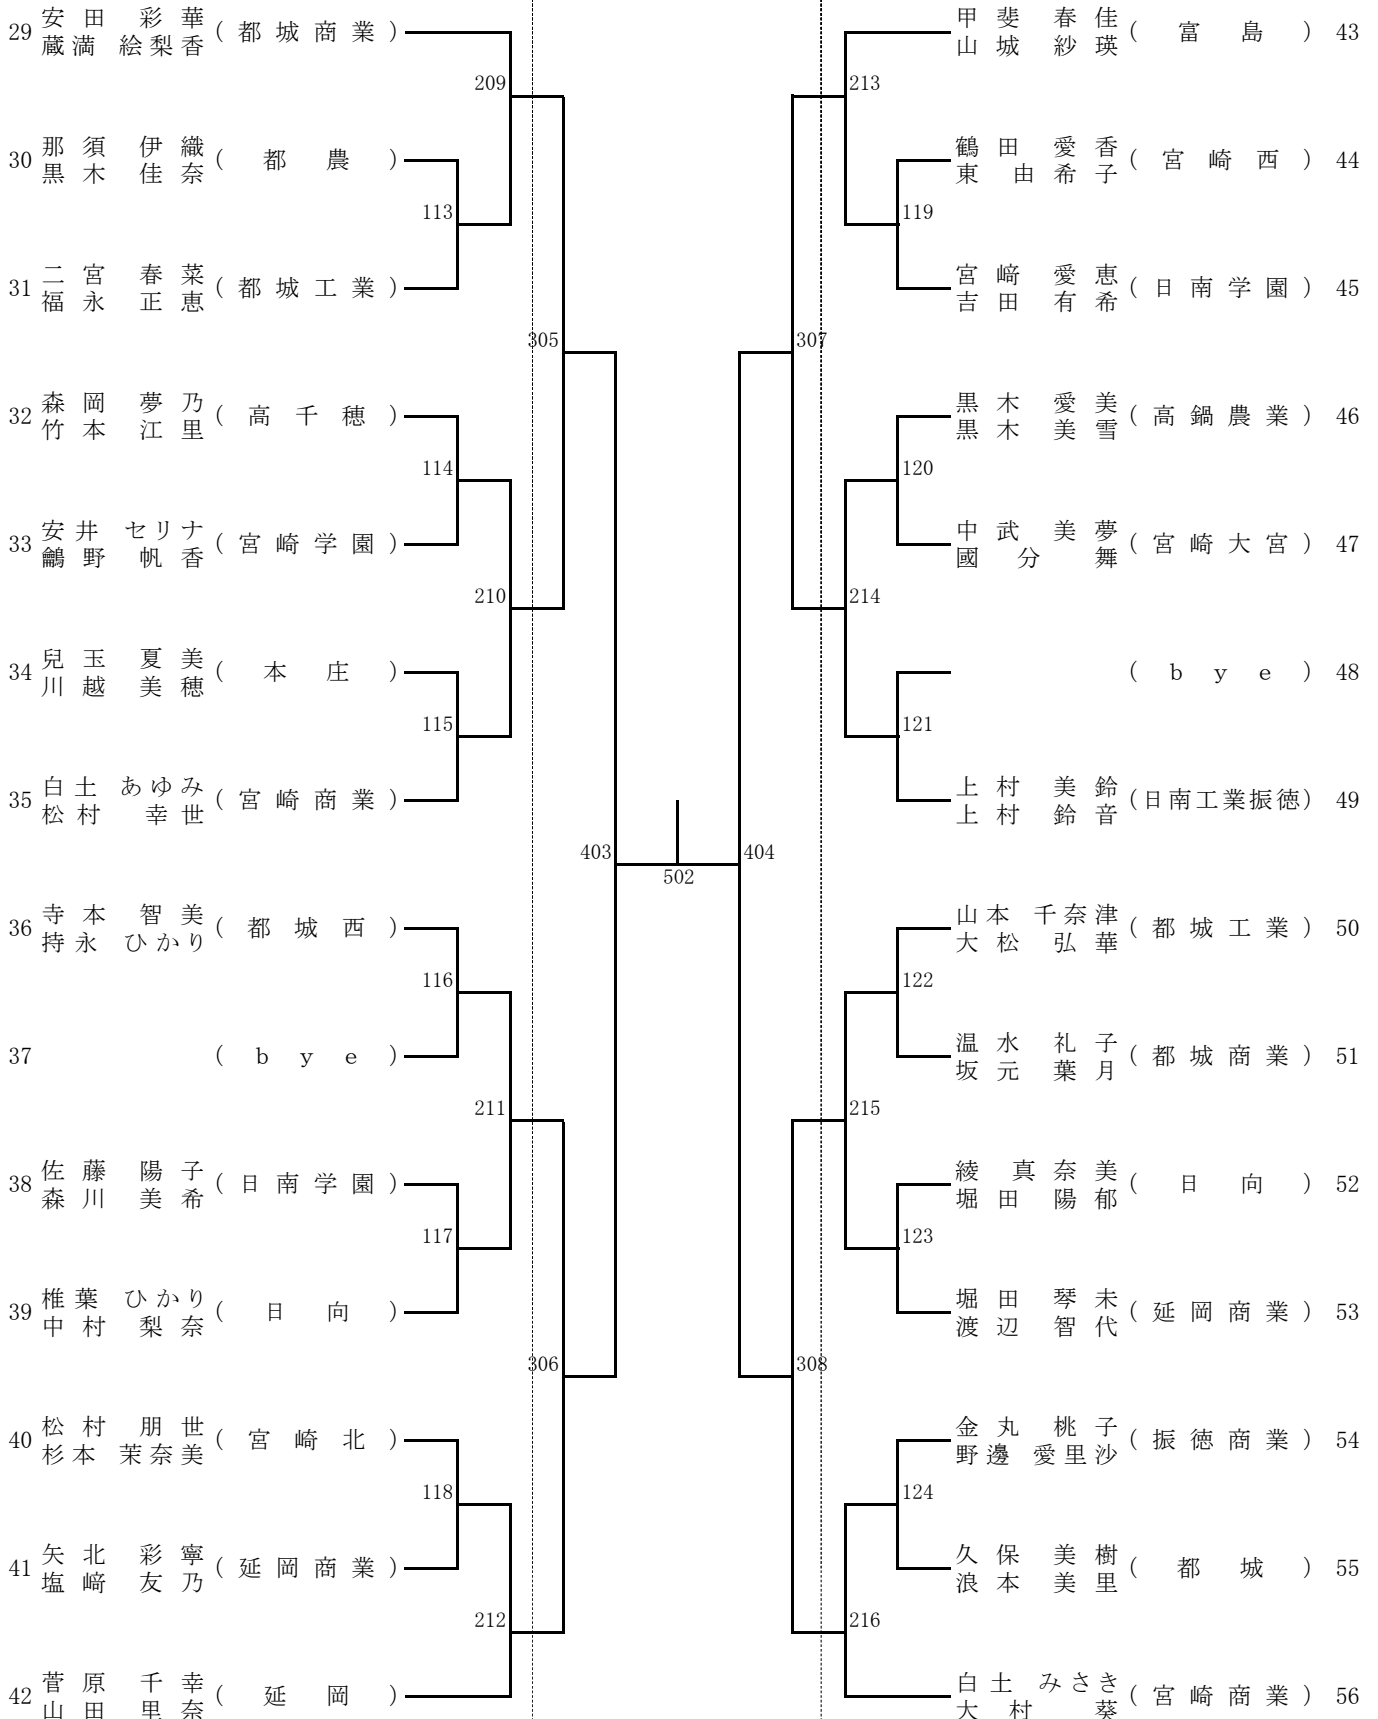 29 安田 彩華 (都城商業)
蔵満 絵梨香
209
30 那須 伊織 (都農)
黒木 佳奈
113
31 二宮 春菜 (都城工業)
福永 正恵
305
32 森岡 夢乃 (高千穂)
竹本 江里
114
33 安井 セリナ (宮崎学園)
鸙野 帆香
210
34 兒玉 夏美 (本庄)
川越 美穂
115
35 白土 あゆみ (宮崎商業)
松村 幸世
403
36 寺本 智美 (都城西)
持永 ひかり
116
37 (bye)
211
38 佐藤 陽子 (日南学園)
森川 美希
117
39 椎葉 ひかり (日向)
中村 梨奈
306
40 松村 朋世 (宮崎北)
杉本 茉奈美
118
41 矢北 彩寧 (延岡商業)
塩﨑 友乃
212
42 菅原 千幸 (延岡)
山田 里奈
502
甲斐 春佳 (富島) 43
山城 紗瑛
213
鶴田 愛香 (宮崎西) 44
東 由希子
119
宮﨑 愛恵 (日南学園) 45
吉田 有希
307
黒木 愛美 (高鍋農業) 46
黒木 美雪
120
中武 美夢 (宮崎大宮) 47
國分 舞
214
(bye) 48
121
上村 美鈴 (日南工業振徳) 49
上村 鈴音
404
山本 千奈津 (都城工業) 50
大松 弘華
122
温水 礼子 (都城商業) 51
坂元 葉月
215
綾 真奈美 (日向) 52
堀田 陽郁
123
堀田 琴未 (延岡商業) 53
渡辺 智代
308
金丸 桃子 (振徳商業) 54
野邊 愛里沙
124
久保 美樹 (都城) 55
浪本 美里
216
白土 みさき (宮崎商業) 56
大村 葵